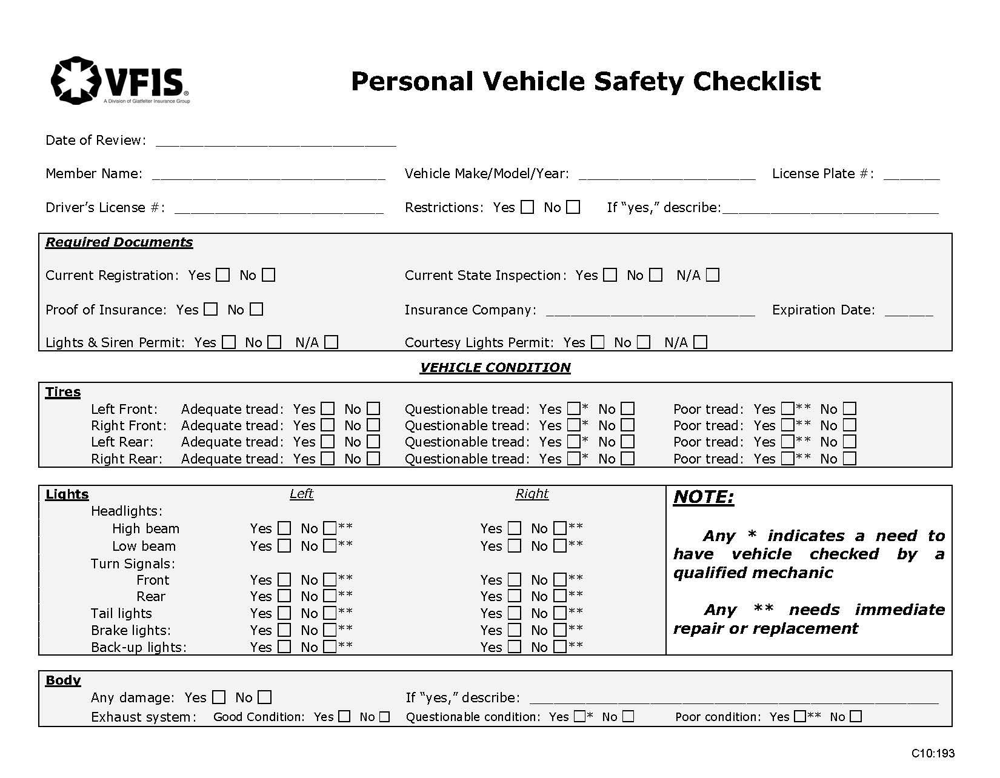 VFIS®
A Division of Glatfelter Insurance Group
Personal Vehicle Safety Checklist
Date of Review: ______________________________
Member Name: _____________________________ Vehicle Make/Model/Year: ______________________ License Plate #: _______
Driver’s License #: __________________________ Restrictions: Yes ☐ No ☐ If “yes,” describe:___________________________
Required Documents
Current Registration: Yes ☐ No ☐ Current State Inspection: Yes ☐ No ☐ N/A ☐
Proof of Insurance: Yes ☐ No ☐ Insurance Company: __________________________ Expiration Date: ______
Lights & Siren Permit: Yes ☐ No ☐ N/A ☐ Courtesy Lights Permit: Yes ☐ No ☐ N/A ☐
VEHICLE CONDITION
Tires
Left Front: Adequate tread: Yes ☐ No ☐ Questionable tread: Yes ☐* No ☐ Poor tread: Yes ☐** No ☐
Right Front: Adequate tread: Yes ☐ No ☐ Questionable tread: Yes ☐* No ☐ Poor tread: Yes ☐** No ☐
Left Rear: Adequate tread: Yes ☐ No ☐ Questionable tread: Yes ☐* No ☐ Poor tread: Yes ☐** No ☐
Right Rear: Adequate tread: Yes ☐ No ☐ Questionable tread: Yes ☐* No ☐ Poor tread: Yes ☐** No ☐
Lights Left Right
Headlights:
High beam Yes ☐ No ☐** Yes ☐ No ☐**
Low beam Yes ☐ No ☐** Yes ☐ No ☐**
Turn Signals:
Front Yes ☐ No ☐** Yes ☐ No ☐**
Rear Yes ☐ No ☐** Yes ☐ No ☐**
Tail lights Yes ☐ No ☐** Yes ☐ No ☐**
Brake lights: Yes ☐ No ☐** Yes ☐ No ☐**
Back-up lights: Yes ☐ No ☐** Yes ☐ No ☐**
NOTE:
Any * indicates a need to
have vehicle checked by a
qualified mechanic
Any ** needs immediate
repair or replacement
Body
Any damage: Yes ☐ No ☐ If “yes,” describe: ___________________________________________________
Exhaust system: Good Condition: Yes ☐ No ☐ Questionable condition: Yes ☐* No ☐ Poor condition: Yes ☐** No ☐
C10:193